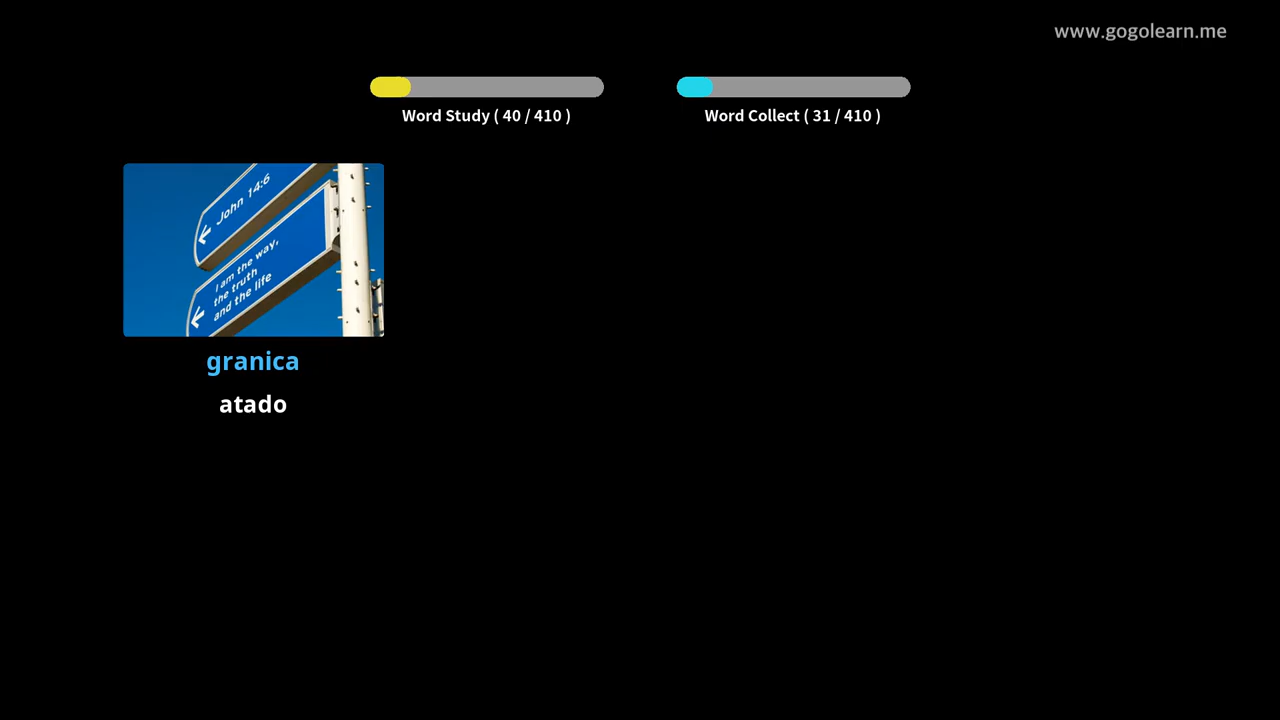 www.gogolearn.me
Word Study ( 40 / 410 )
Word Collect ( 31 / 410 )
John 14:6
I am the way,
the truth
and the life
granica
atado